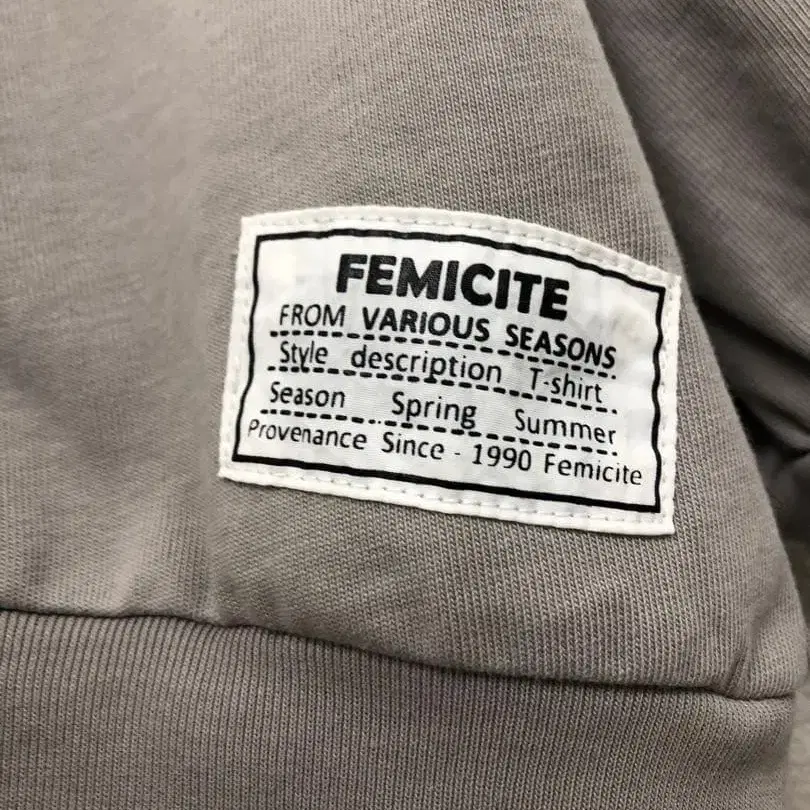 FEMICITE
FROM VARIOUS SEASONS
Style description T-shirt
Season Spring Summer
Provenance Since - 1990 Femicite